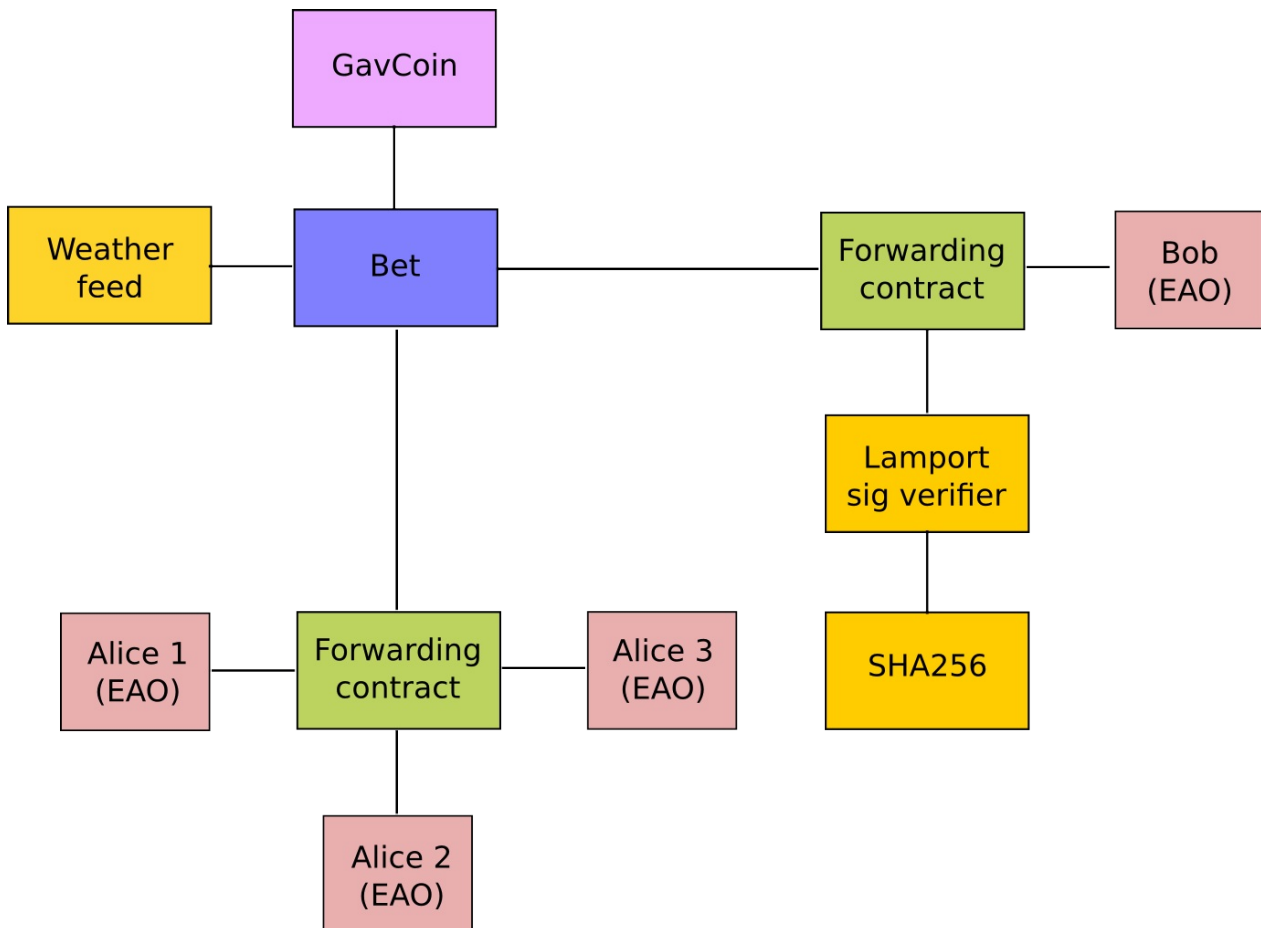 GavCoin
Weather
feed
Bet
Forwarding
contract
Bob
(EAO)
Lamport
sig verifier
Alice 1
(EAO)
Forwarding
contract
Alice 3
(EAO)
SHA256
Alice 2
(EAO)